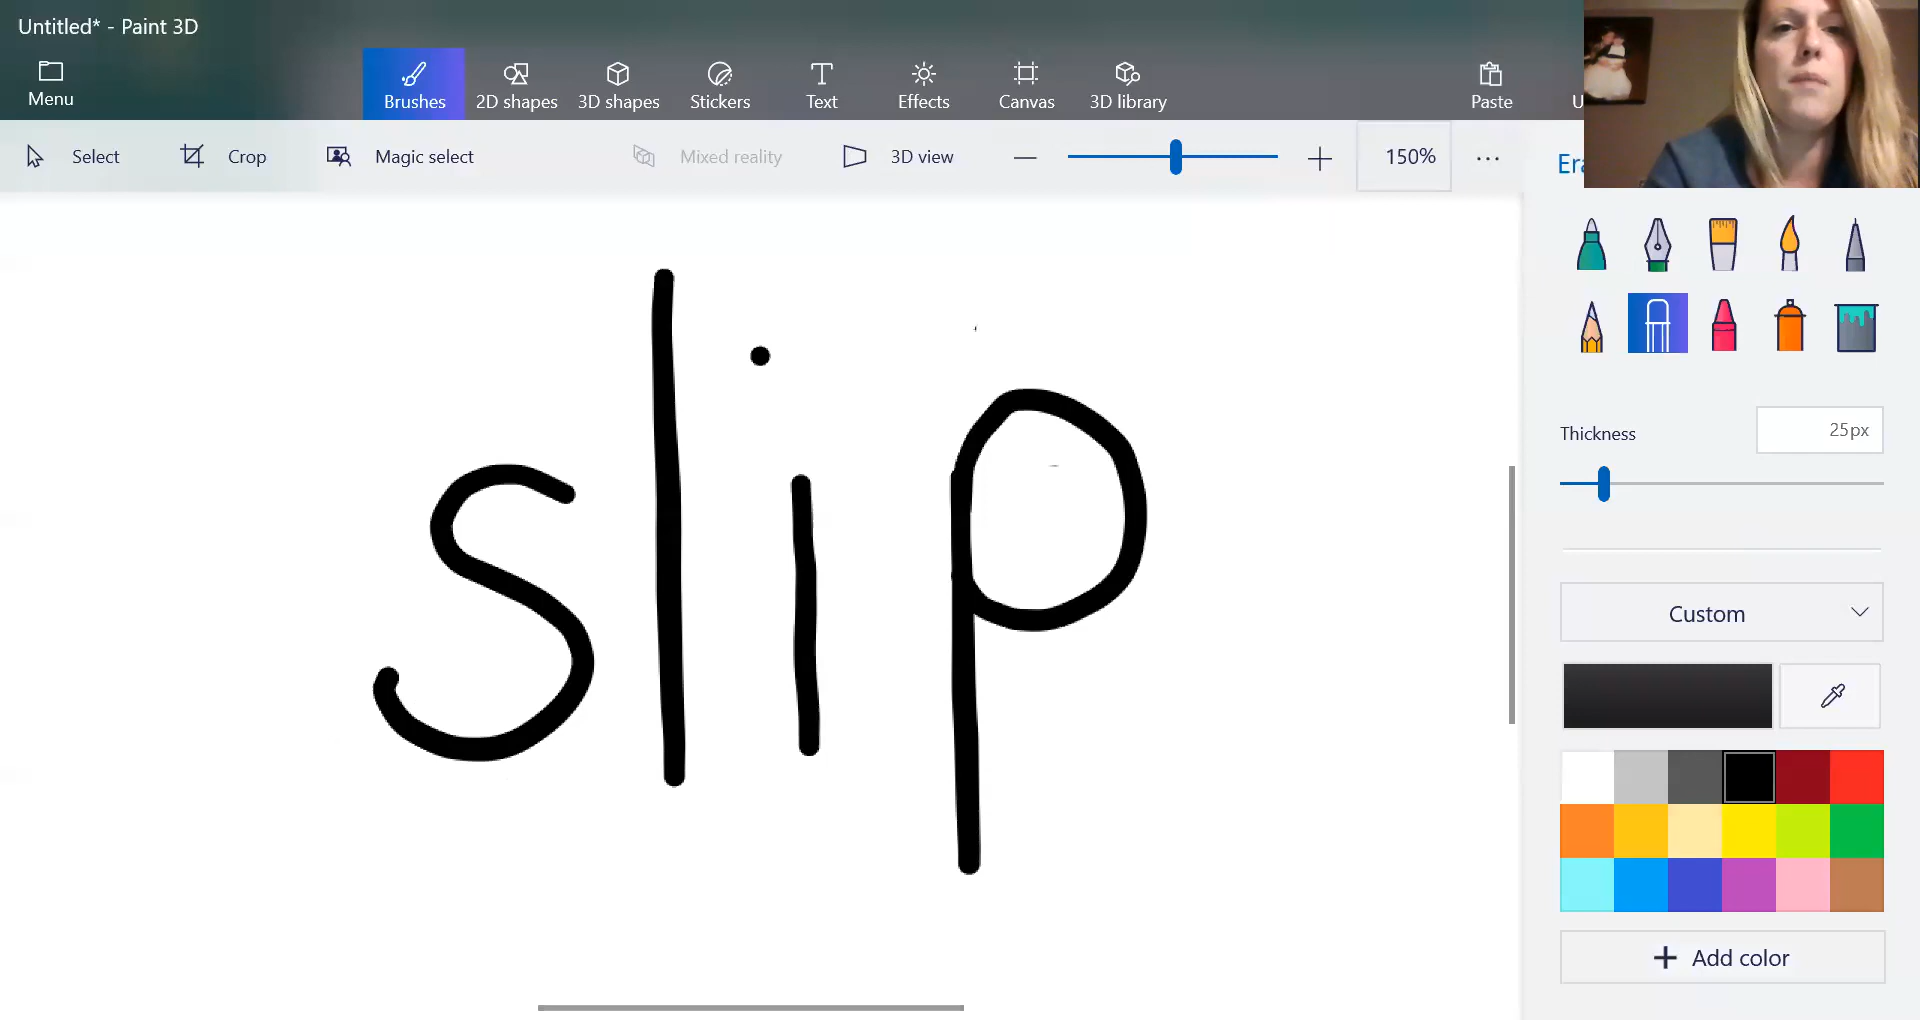 Untitled* - Paint 3D
Menu
Brushes 2D shapes 3D shapes Stickers Text Effects Canvas 3D library Paste
Select Crop Magic select Mixed reality 3D view 150%
slip
Thickness 25px
Custom
Add color